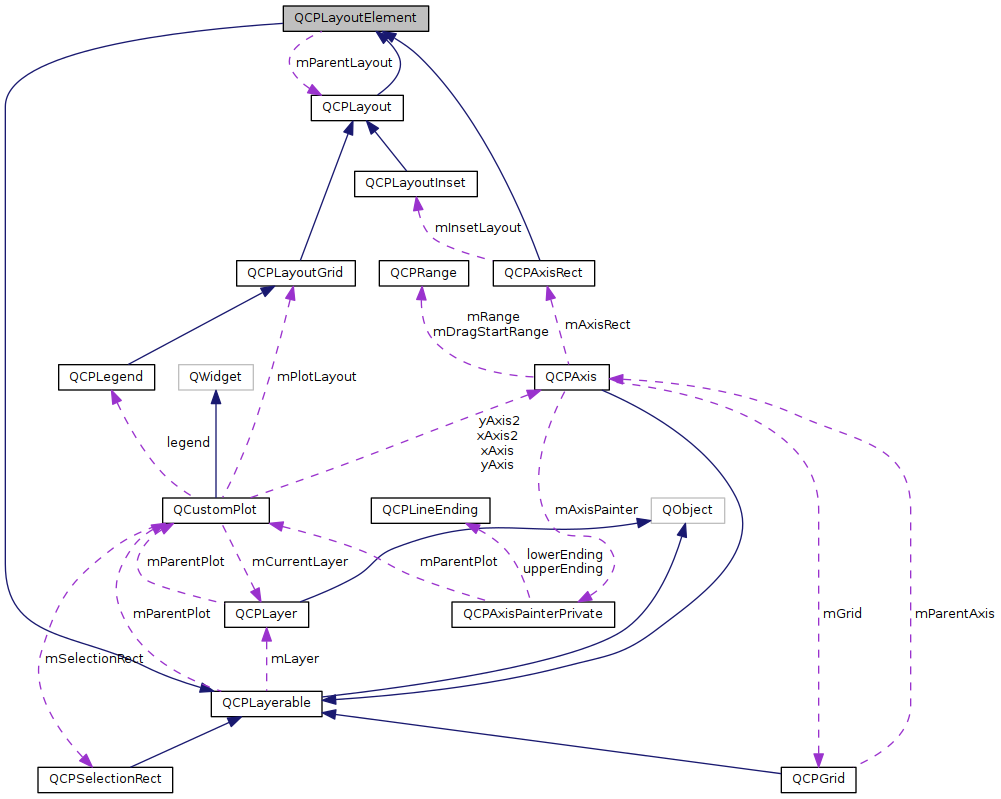 QCPLayoutElement
mParentLayout
QCPLayout
QCPLayoutInset
mInsetLayout
QCPLayoutGrid
QCPRange
QCPAxisRect
mRange
mDragStartRange
mAxisRect
QCPLegend
QWidget
mPlotLayout
QCPAxis
legend
yAxis2
xAxis2
xAxis
yAxis
QCustomPlot
QCPLineEnding
mAxisPainter
QObject
mParentPlot
mCurrentLayer
mParentPlot
lowerEnding
upperEnding
mParentPlot
QCPLayer
QCPAxisPainterPrivate
mGrid
mParentAxis
mSelectionRect
mLayer
QCPLayerable
QCPSelectionRect
QCPGrid